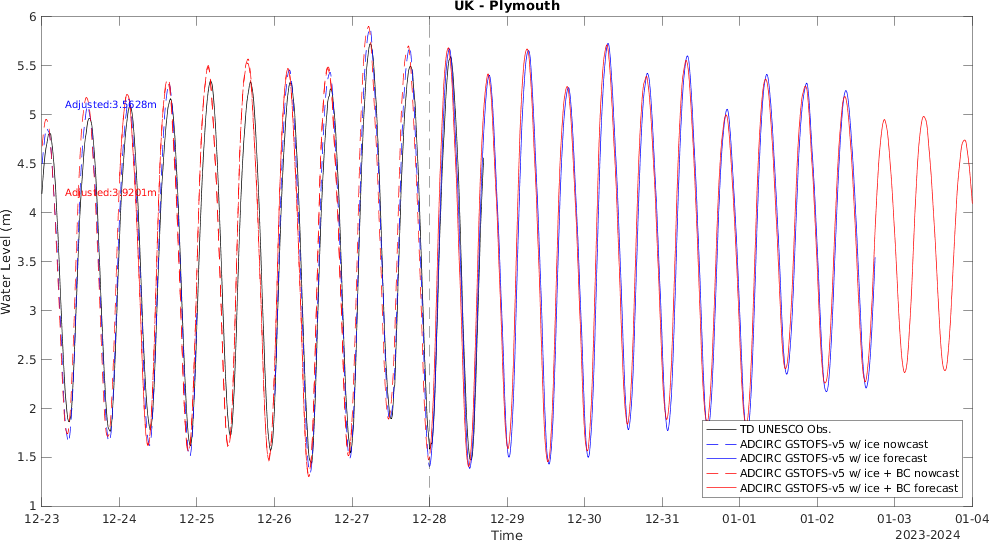 UK - Plymouth
6
5.5
5
4.5
4
3.5
3
2.5
2
1.5
1
Water Level (m)
Adjusted:3.5628m
Adjusted:3.9201m
TD UNESCO Obs.
ADCIRC GSTOFS-v5 w/ ice nowcast
ADCIRC GSTOFS-v5 w/ ice forecast
ADCIRC GSTOFS-v5 w/ ice + BC nowcast
ADCIRC GSTOFS-v5 w/ ice + BC forecast
12-23 12-24 12-25 12-26 12-27 12-28 12-29 12-30 12-31 01-01 01-02 01-03 01-04
Time
2023-2024